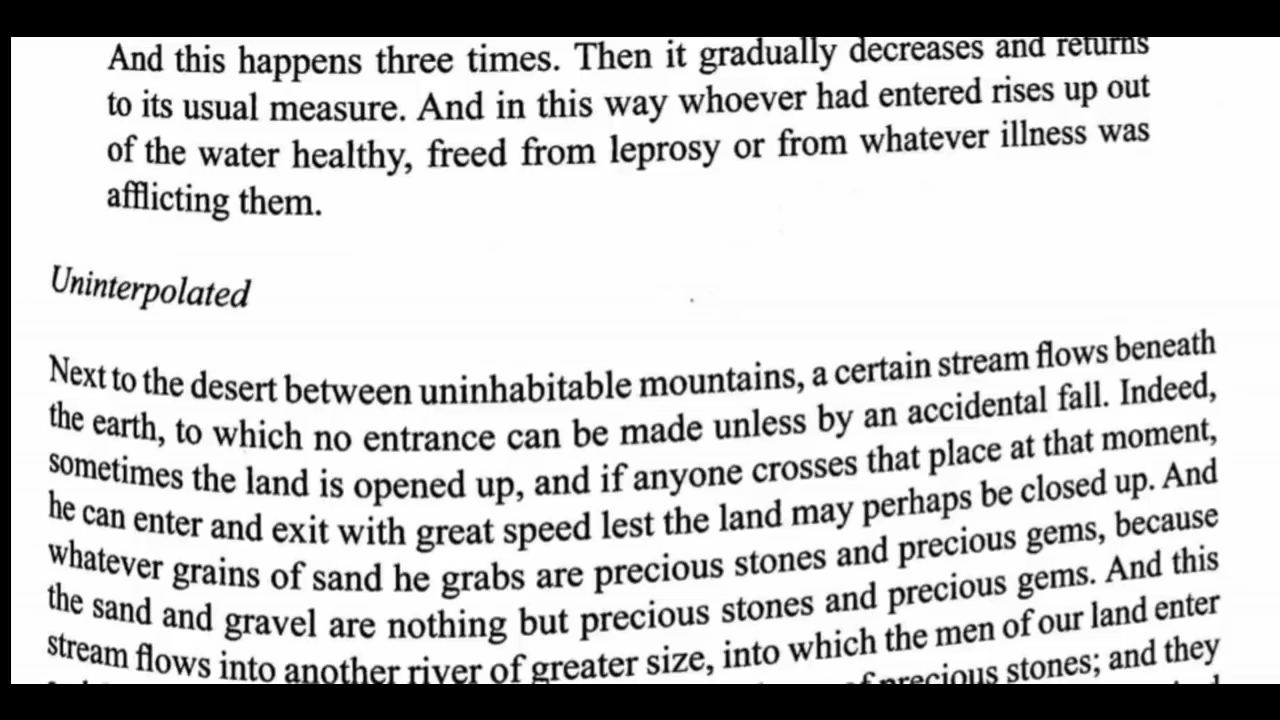 And this happens three times. Then it gradually decreases and returns
to its usual measure. And in this way whoever had entered rises up out
of the water healthy, freed from leprosy or from whatever illness was
afflicting them.
Uninterpolated
Next to the desert between uninhabitable mountains, a certain stream flows beneath
the earth, to which no entrance can be made unless by an accidental fall. Indeed,
sometimes the land is opened up, and if anyone crosses that place at that moment,
he can enter and exit with great speed lest the land may perhaps be closed up. And
whatever grains of sand he grabs are precious stones and precious gems, because
the sand and gravel are nothing but precious stones and precious gems. And this
stream flows into another river of greater size, into which the men of our land enter
of precious stones; and they